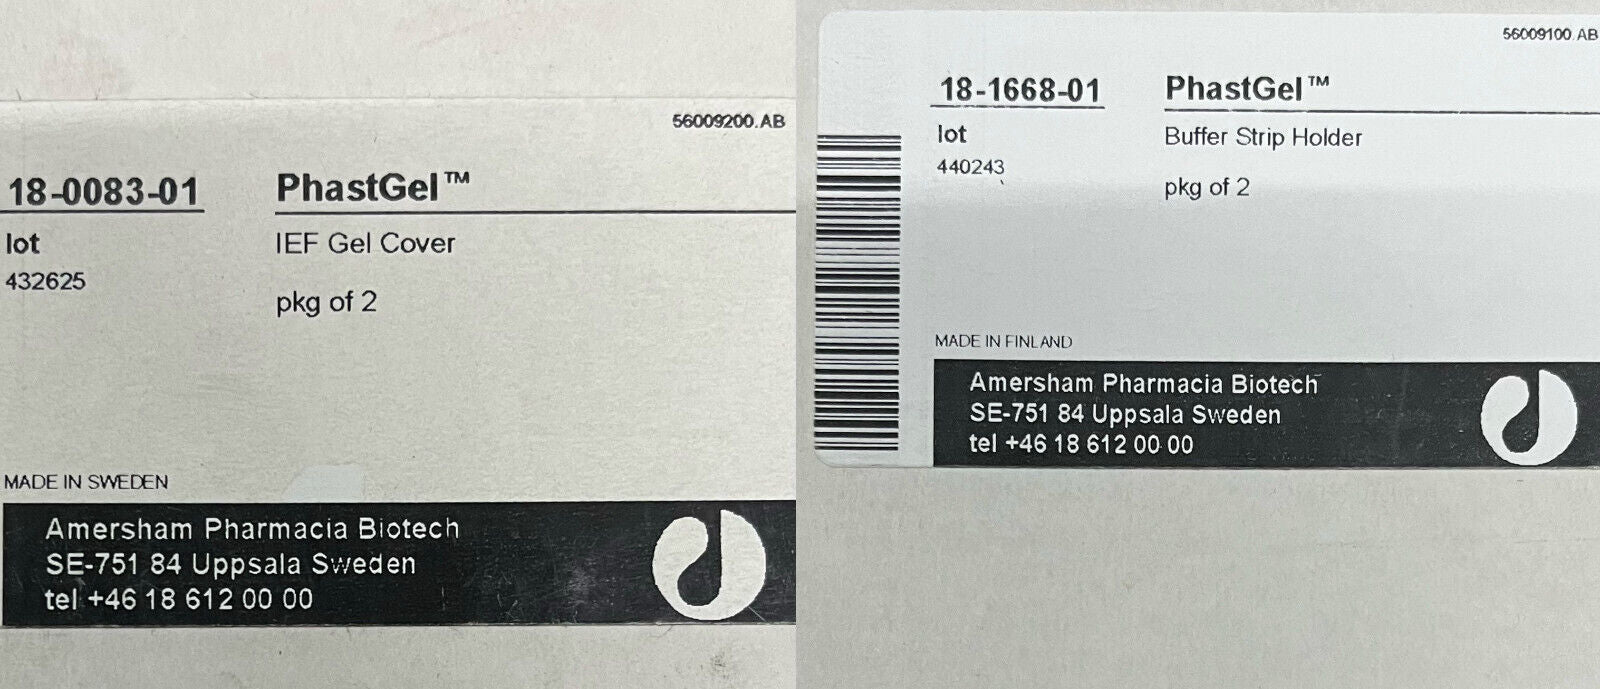 56009200.AB
18-0083-01 PhastGel™
lot IEF Gel Cover
432625
pkg of 2
MADE IN SWEDEN
Amersham Pharmacia Biotech
SE-751 84 Uppsala Sweden
tel +46 18 612 00 00
56009100.AB
18-1668-01 PhastGel™
lot Buffer Strip Holder
440243
pkg of 2
MADE IN FINLAND
Amersham Pharmacia Biotech
SE-751 84 Uppsala Sweden
tel +46 18 612 00 00